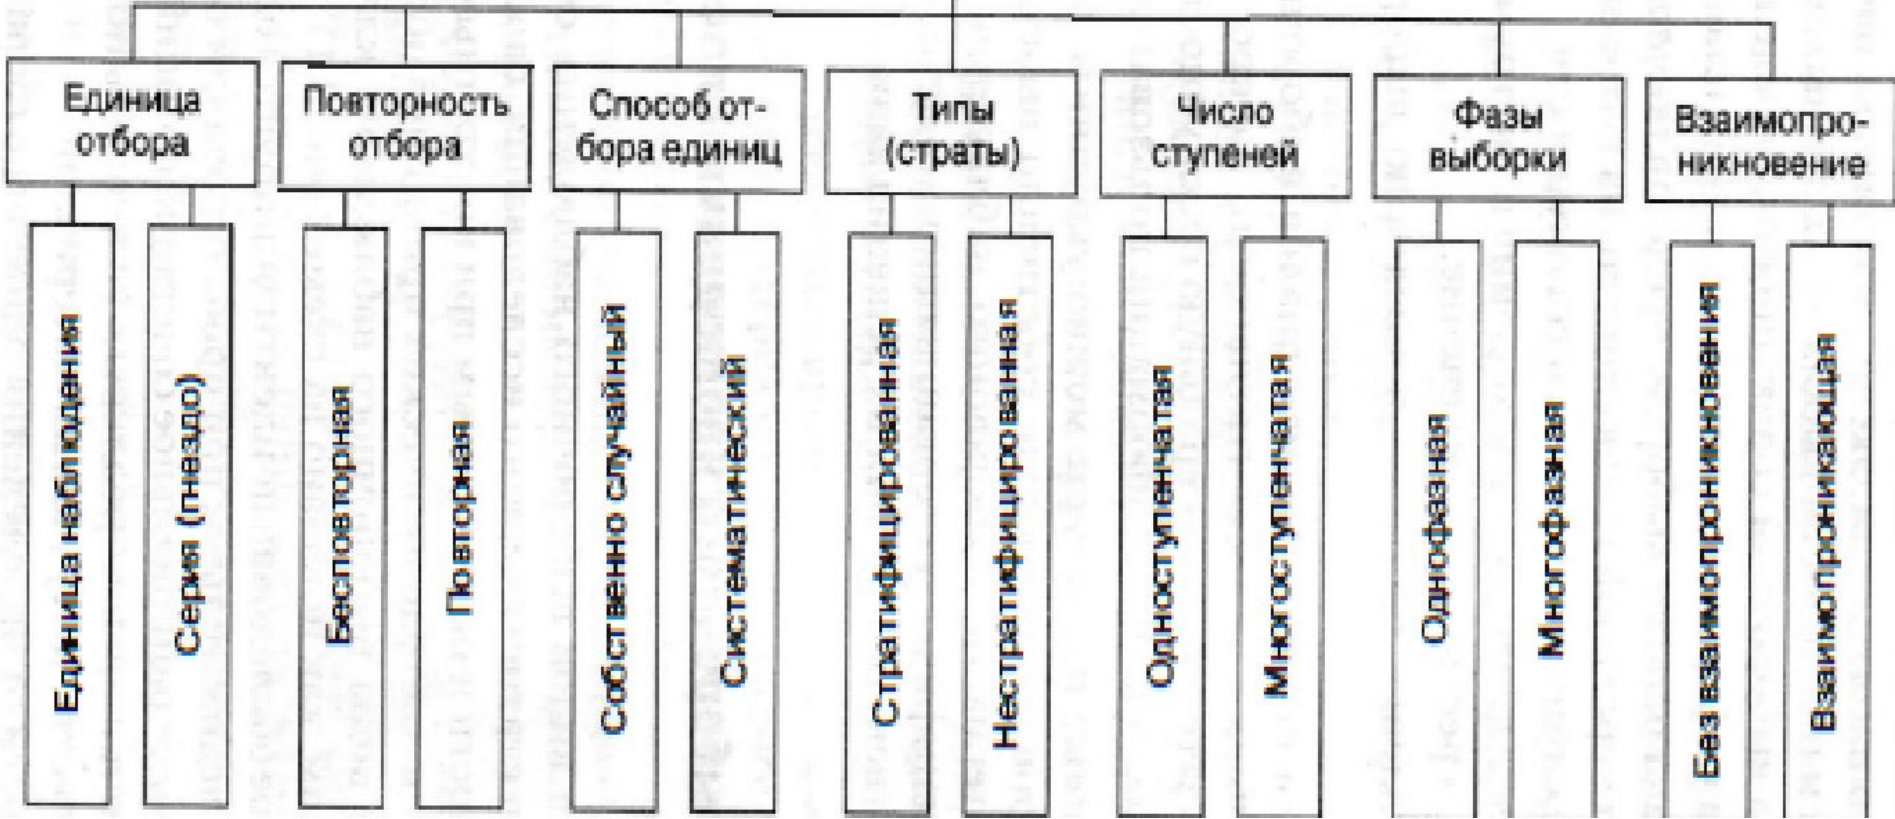 Единица
отбора
Повторность
отбора
Способ от-
бора единиц
Типы
(страты)
Число
ступеней
Фазы
выборки
Взаимопро-
никновение
Единица наблюдения
Серия (гнездо)
Бесповторная
Повторная
Собственно случайный
Систематический
Стратифицированная
Нестратифицированная
Одноступенчатая
Многоступенчатая
Однофазная
Многофазная
Без взаимопроникновения
Взаимопроникающая